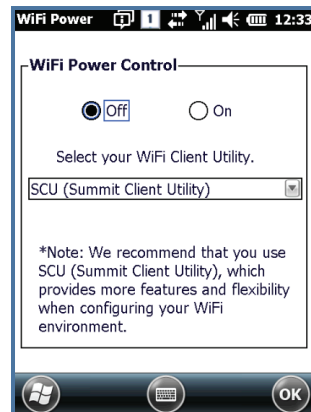 WiFi Power 1 12:33
WiFi Power Control
Off On
Select your WiFi Client Utility.
SCU (Summit Client Utility)
*Note: We recommend that you use
SCU (Summit Client Utility), which
provides more features and flexibility
when configuring your WiFi
environment.
OK